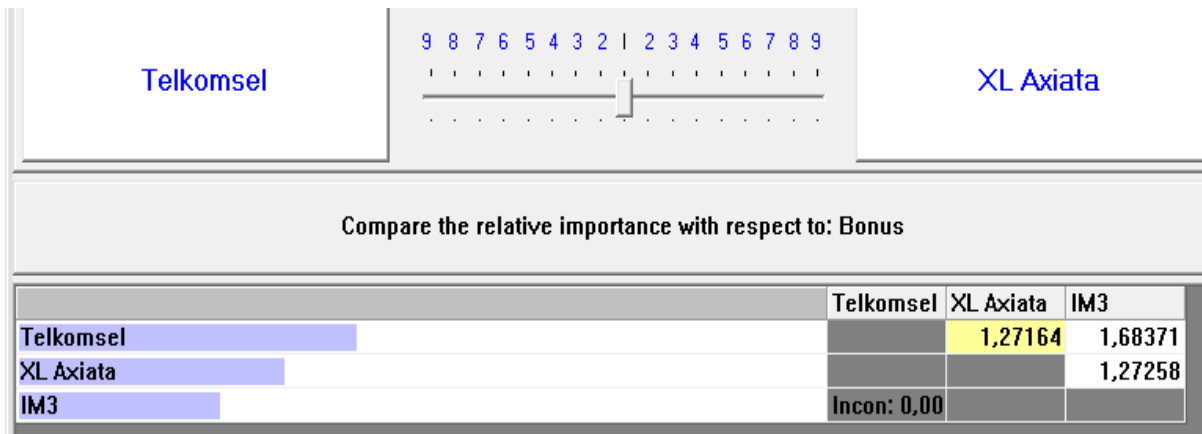 9 8 7 6 5 4 3 2 1 2 3 4 5 6 7 8 9
Telkomsel
XL Axiata
Compare the relative importance with respect to: Bonus
Telkomsel XL Axiata IM3
Telkomsel 1,27164 1,68371
XL Axiata 1,27258
IM3 Incon: 0,00